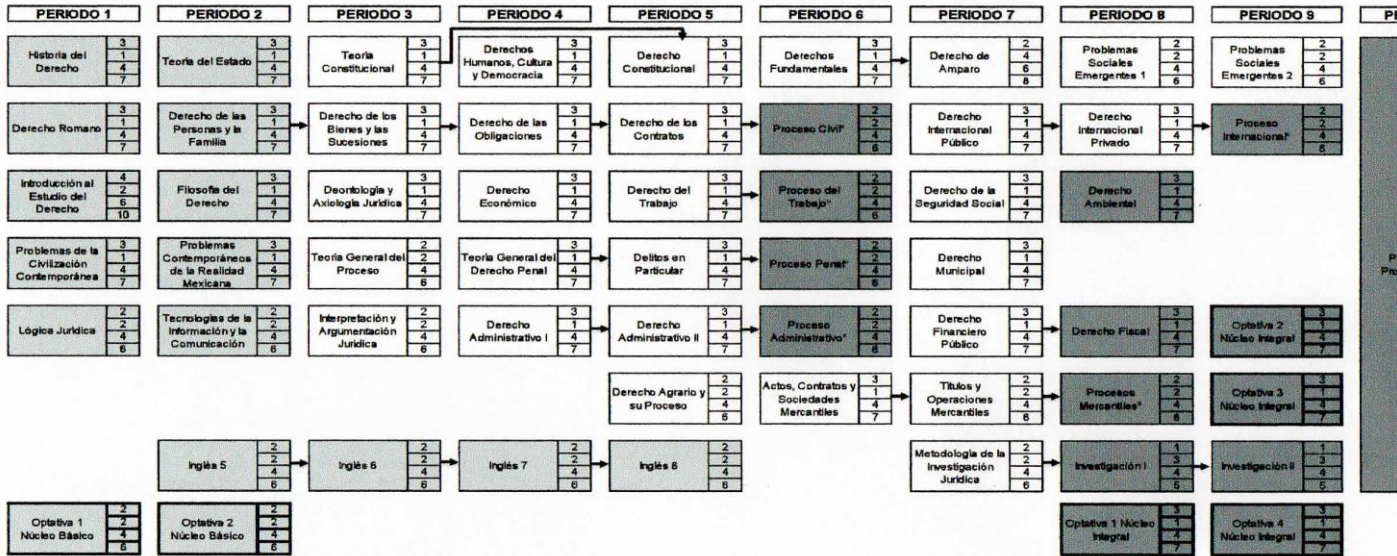 PERIODO 1
PERIODO 2
PERIODO 3
PERIODO 4
PERIODO 5
PERIODO 6
PERIODO 7
PERIODO 8
PERIODO 9
Historia del
Derecho
3
1
4
7
Teoría del Estado
3
1
4
7
Teoría
Constitucional
3
1
4
7
Derechos
Humanos, Cultura
y Democracia
3
1
4
7
Derecho
Constitucional
3
1
4
7
Derechos
Fundamentales
3
1
4
7
Derecho de
Amparo
2
4
6
8
Problemas
Sociales
Emergentes 1
2
2
4
6
Problemas
Sociales
Emergentes 2
2
2
4
6
Derecho Romano
3
1
4
7
Derecho de las
Personas y la
Familia
3
1
4
7
Derecho de los
Bienes y las
Sucesiones
3
1
4
7
Derecho de las
Obligaciones
3
1
4
7
Derecho de los
Contratos
3
1
4
7
Proceso Civil*
2
2
4
6
Derecho
Internacional
Público
3
1
4
7
Derecho
Internacional
Privado
3
1
4
7
Proceso
Internacional*
2
2
4
6
Introducción al
Estudio del
Derecho
4
2
6
10
Filosofía del
Derecho
3
1
4
7
Deontología y
Axiología Jurídica
3
1
4
7
Derecho
Económico
3
1
4
7
Derecho del
Trabajo
3
1
4
7
Proceso del
Trabajo*
2
2
4
6
Derecho de la
Seguridad Social
3
1
4
7
Derecho
Ambiental
3
1
4
7
Problemas de la
Civilización
Contemporánea
3
1
4
7
Problemas
Contemporáneos
de la Realidad
Mexicana
3
1
4
7
Teoría General del
Proceso
2
2
4
6
Teoría General del
Derecho Penal
3
1
4
7
Delitos en
Particular
3
1
4
7
Proceso Penal*
2
2
4
6
Derecho
Municipal
3
1
4
7
Lógica Jurídica
2
2
4
6
Tecnologías de la
Información y la
Comunicación
2
2
4
6
Interpretación y
Argumentación
Jurídica
2
2
4
6
Derecho
Administrativo I
3
1
4
7
Derecho
Administrativo II
3
1
4
7
Proceso
Administrativo*
2
2
4
6
Derecho
Financiero
Público
3
1
4
7
Derecho Fiscal
3
1
4
7
Optativa 2
Núcleo Integral
3
1
4
7
Derecho Agrario y
su Proceso
2
2
4
6
Actos, Contratos y
Sociedades
Mercantiles
3
1
4
7
Títulos y
Operaciones
Mercantiles
2
2
4
6
Procesos
Mercantiles*
2
2
4
6
Optativa 3
Núcleo Integral
3
1
4
7
Inglés 5
2
2
4
6
Inglés 6
2
2
4
6
Inglés 7
2
2
4
6
Inglés 8
2
2
4
6
Metodología de la
Investigación
Jurídica
2
2
4
6
Investigación I
1
3
4
5
Investigación II
1
3
4
5
Optativa 1
Núcleo Básico
2
2
4
6
Optativa 2
Núcleo Básico
2
2
4
6
Optativa 1 Núcleo
Integral
3
1
4
7
Optativa 4
Núcleo Integral
3
1
4
7